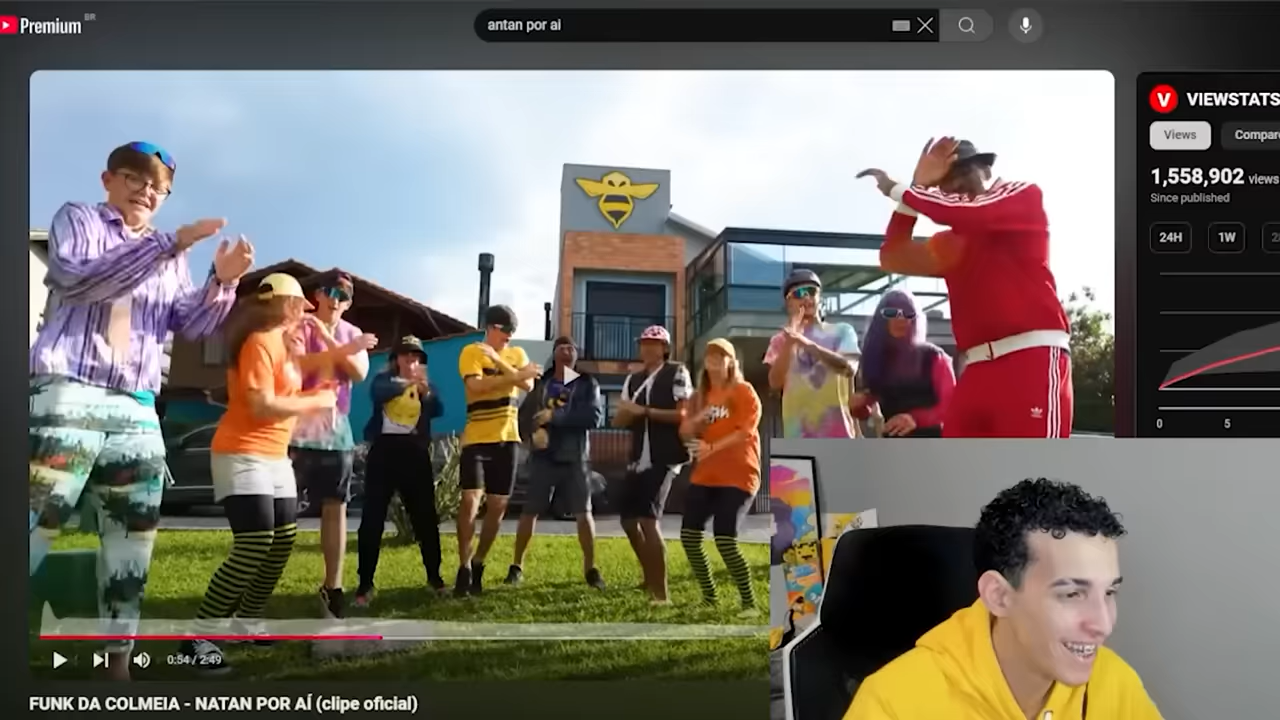 Premium BR
antan por ai
VIEWSTATS
Views
Compare
1,558,902 views
Since published
24H
1W
0
5
0:54 / 2:49
FUNK DA COLMEIA - NATAN POR AÍ (clipe oficial)